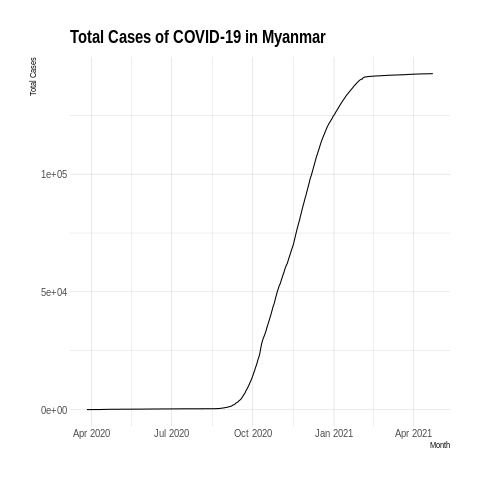 Total Cases of COVID-19 in Myanmar
Total Cases
1e+05
5e+04
0e+00
Apr 2020 Jul 2020 Oct 2020 Jan 2021 Apr 2021
Month